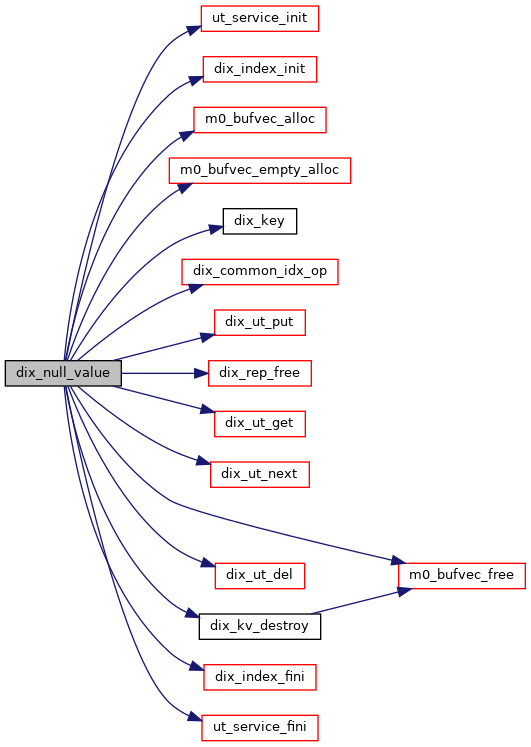 ut_service_init
dix_index_init
m0_bufvec_alloc
m0_bufvec_empty_alloc
dix_key
dix_common_idx_op
dix_ut_put
dix_null_value
dix_rep_free
dix_ut_get
dix_ut_next
dix_ut_del
m0_bufvec_free
dix_kv_destroy
dix_index_fini
ut_service_fini